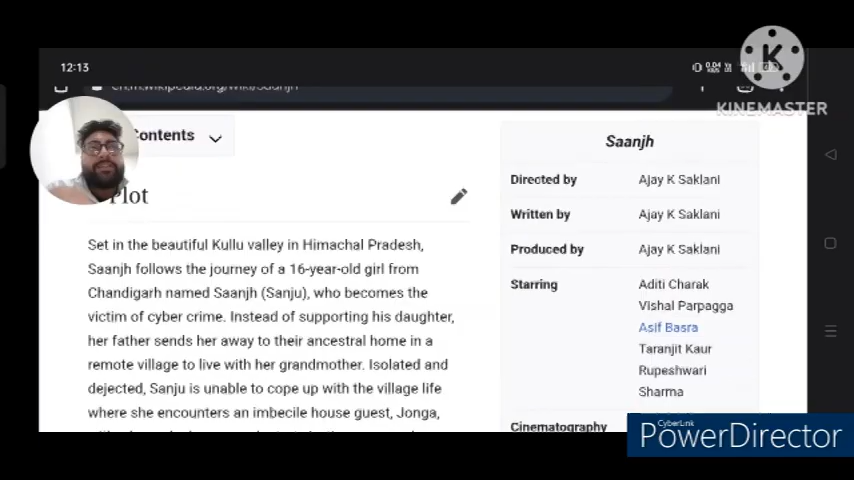 12:13
KINEMASTER
Contents
Plot
Set in the beautiful Kullu valley in Himachal Pradesh,
Saanjh follows the journey of a 16-year-old girl from
Chandigarh named Saanjh (Sanju), who becomes the
victim of cyber crime. Instead of supporting his daughter,
her father sends her away to their ancestral home in a
remote village to live with her grandmother. Isolated and
dejected, Sanju is unable to cope up with the village life
where she encounters an imbecile house guest, Jonga,
Saanjh
Directed by Ajay K Saklani
Written by Ajay K Saklani
Produced by Ajay K Saklani
Starring Aditi Charak
Vishal Parpagga
Asif Basra
Taranjit Kaur
Rupeshwari
Sharma
Cinematography
CyberLink
PowerDirector